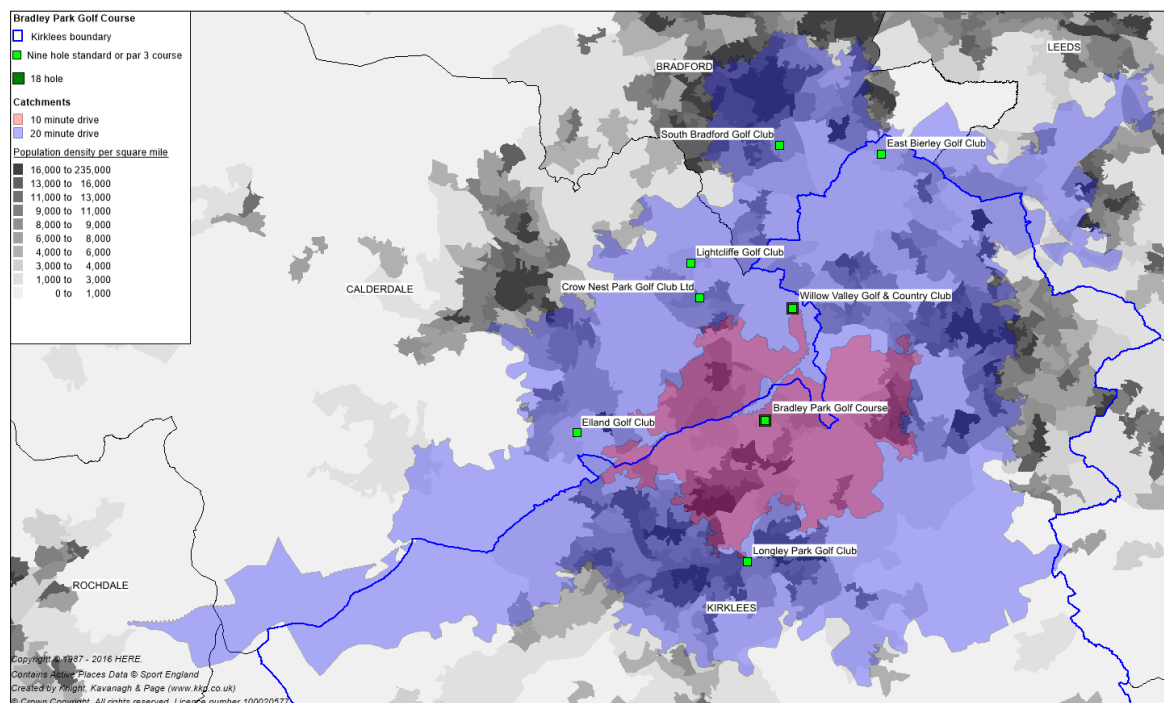 Bradley Park Golf Course
Kirklees boundary
Nine hole standard or par 3 course
18 hole
Catchments
10 minute drive
20 minute drive
Population density per square mile
16,000 to 235,000
13,000 to 16,000
11,000 to 13,000
9,000 to 11,000
8,000 to 9,000
6,000 to 8,000
4,000 to 6,000
3,000 to 4,000
1,000 to 3,000
0 to 1,000
LEEDS
BRADFORD
South Bradford Golf Club
East Bierley Golf Club
Lightcliffe Golf Club
CALDERDALE
Crow Nest Park Golf Club Ltd
Willow Valley Golf & Country Club
Bradley Park Golf Course
Elland Golf Club
Longley Park Golf Club
ROCHDALE
KIRKLEES
Copyright © 1987 - 2016 HERE.
Contains Active Places Data © Sport England
Created by Knight, Kavanagh & Page (www.kkp.co.uk)
© Crown Copyright. All rights reserved. Licence number 100020577